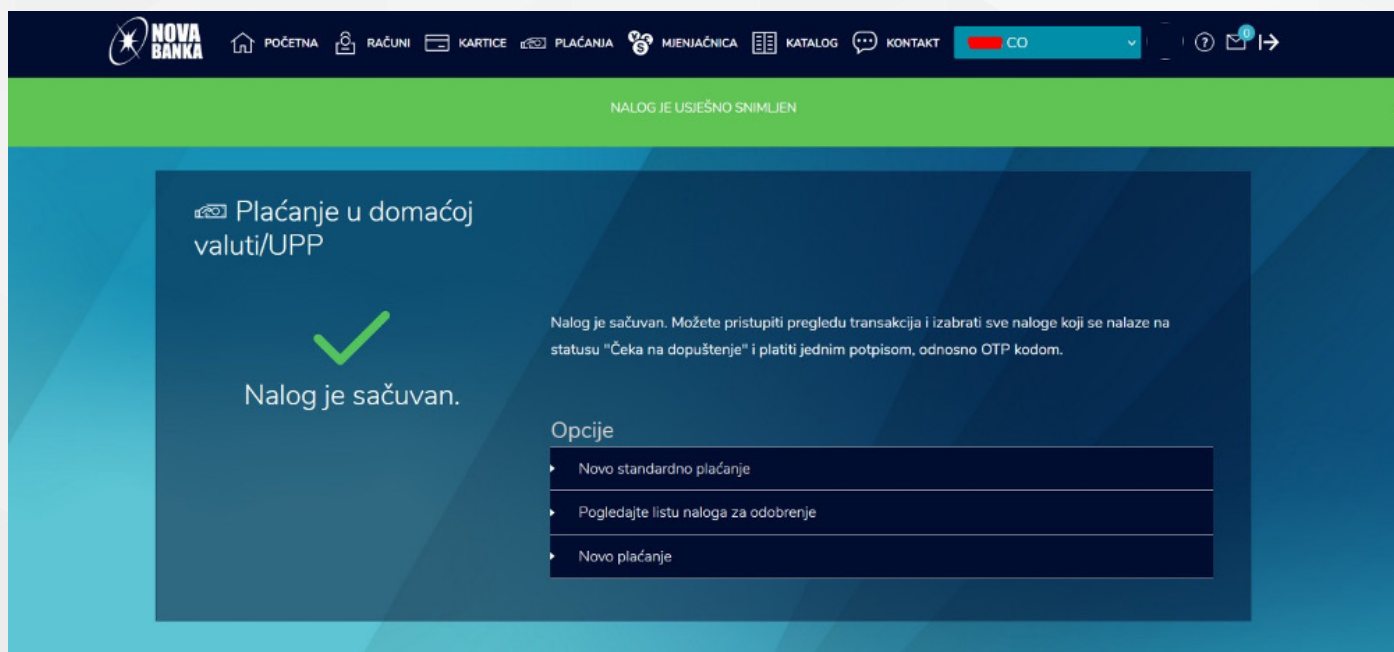 NOVA
BANKA
POČETNA RAČUNI KARTICE PLAĆANJA MJENJAČNICA KATALOG KONTAKT CO 0
NALOG JE USJEŠNO SNIMLJEN
Plaćanje u domaćoj
valuti/UPP
Nalog je sačuvan. Možete pristupiti pregledu transakcija i izabrati sve naloge koji se nalaze na
statusu "Čeka na dopuštenje" i platiti jednim potpisom, odnosno OTP kodom.
Nalog je sačuvan.
Opcije
Novo standardno plaćanje
Pogledajte listu naloga za odobrenje
Novo plaćanje